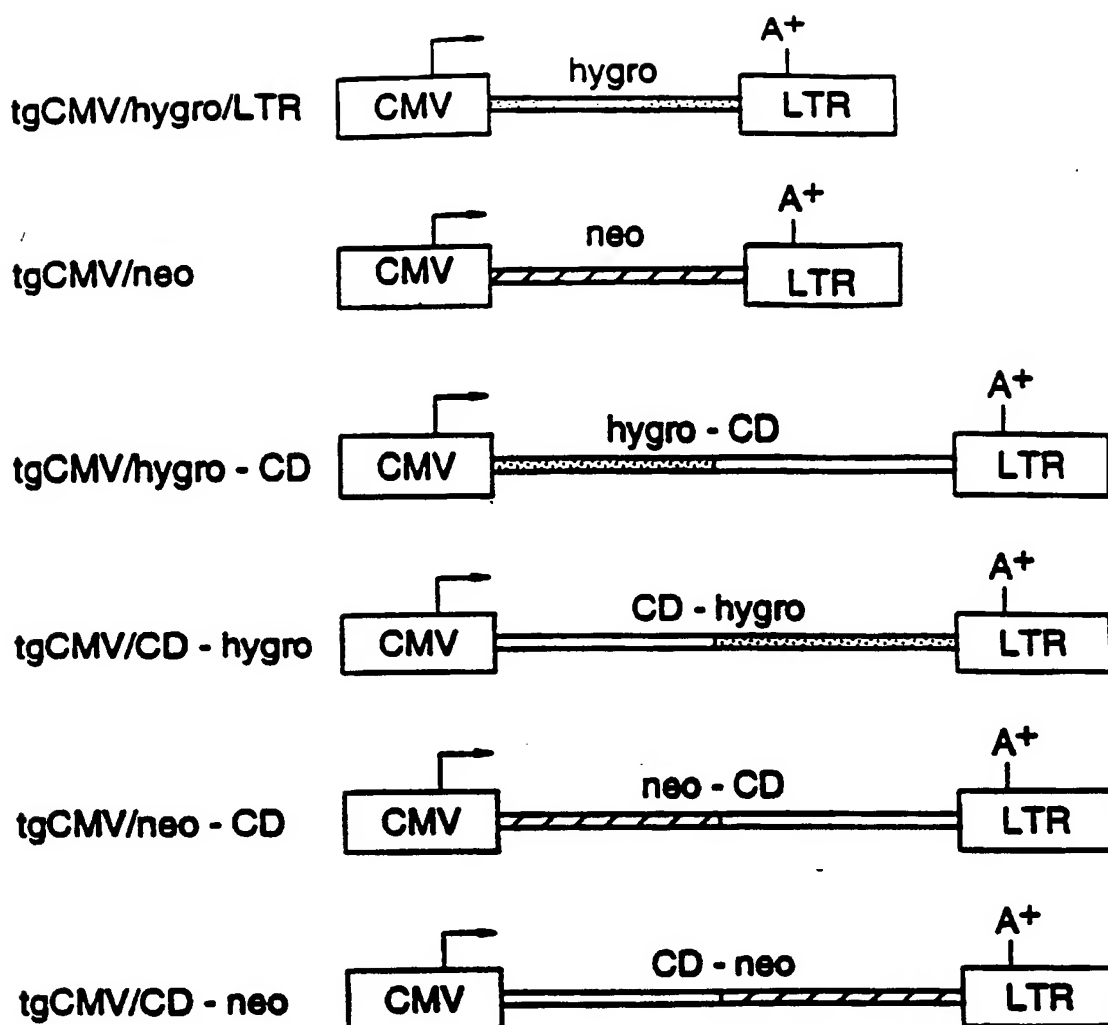 A+
hygro
tgCMV/hygro/LTR CMV LTR
A+
neo
tgCMV/neo CMV LTR
A+
hygro - CD
tgCMV/hygro - CD CMV LTR
A+
CD - hygro
tgCMV/CD - hygro CMV LTR
A+
neo - CD
tgCMV/neo - CD CMV LTR
A+
CD - neo
tgCMV/CD - neo CMV LTR